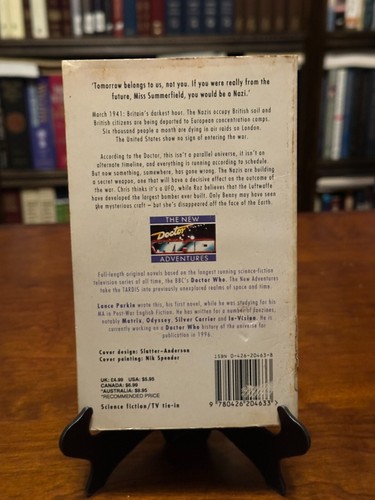 'Tomorrow belongs to us, not you. If you were really from the
future, Miss Summerfield, you would be a Nazi.'
March 1941: Britain's darkest hour. The Nazis occupy British soil and
British citizens are being deported to European concentration camps.
Six thousand people a month are dying in air raids on London.
The United States show no sign of entering the war.
According to the Doctor, this isn't a parallel universe, it isn't an
alternate timeline, and everything is running according to schedule.
But now something, somewhere, has gone wrong. The Nazis are building
a secret weapon, one that will have a decisive effect on the outcome of
the war. Chris thinks it's a UFO, while Roz believes that the Luftwaffe
have developed the largest bomber ever built. Only Benny may have seen
the mysterious craft – but she's disappeared off the face of the Earth.
THE NEW
Doctor
WHO
ADVENTURES
Full-length original novels based on the longest running science-fiction
television series of all time, the BBC's Doctor Who. The New Adventures
take the TARDIS into previously unexplored realms of space and time.
Lance Parkin wrote this, his first novel, while he was studying for his
MA in Post-War English Fiction. He has written for a number of fanzines,
notably Matrix, Odyssey, Silver Carrier and In-Vision. He is
currently working on a Doctor Who history of the universe for
publication in 1996.
Cover design: Slatter-Anderson
Cover painting: Nik Spender
UK: £4.99 USA: $5.95
CANADA: $6.99
*AUSTRALIA: $9.95
*RECOMMENDED PRICE
Science fiction/TV tie-in
ISBN 0-426-20463-8
9 780426 204633